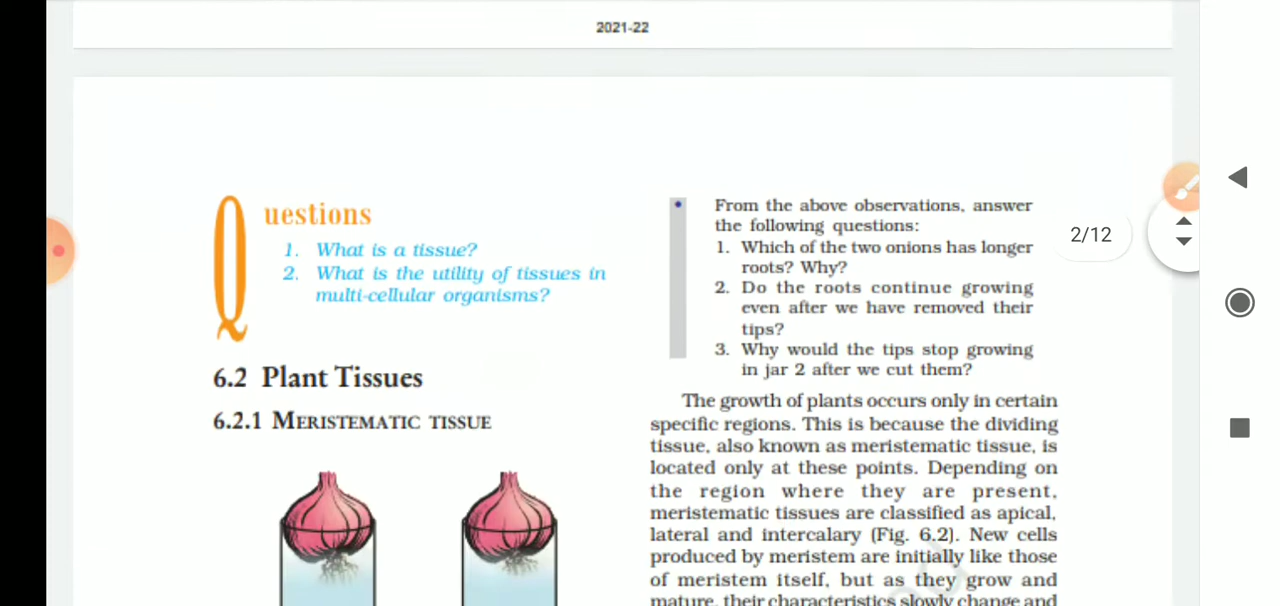 2021-22
Questions
1. What is a tissue?
2. What is the utility of tissues in
multi-cellular organisms?
6.2 Plant Tissues
6.2.1 MERISTEMATIC TISSUE
• From the above observations, answer
the following questions:
1. Which of the two onions has longer
roots? Why?
2. Do the roots continue growing
even after we have removed their
tips?
3. Why would the tips stop growing
in jar 2 after we cut them?
The growth of plants occurs only in certain
specific regions. This is because the dividing
tissue, also known as meristematic tissue, is
located only at these points. Depending on
the region where they are present,
meristematic tissues are classified as apical,
lateral and intercalary (Fig. 6.2). New cells
produced by meristem are initially like those
of meristem itself, but as they grow and
mature, their characteristics slowly change and
2/12